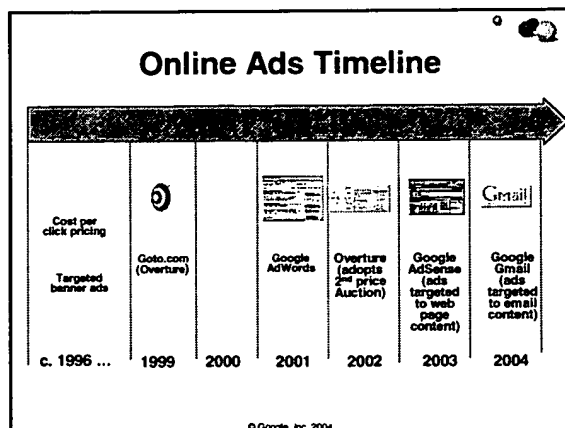 Online Ads Timeline
Cost per
click pricing
Targeted
banner ads
c. 1996 ...
Goto.com
(Overture)
1999
2000
Google
AdWords
2001
Overture
(adopts
2nd price
Auction)
2002
Google
AdSense
(ads
targeted
to web
page
content)
2003
Gmail
Google
Gmail
(ads
targeted
to email
content)
2004
© Google, Inc. 2004